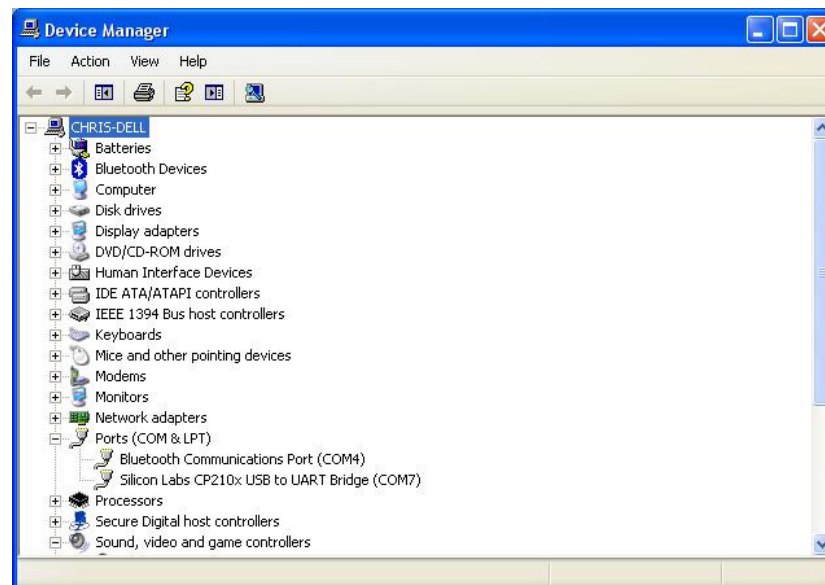 Device Manager
File Action View Help
CHRIS-DELL
Batteries
Bluetooth Devices
Computer
Disk drives
Display adapters
DVD/CD-ROM drives
Human Interface Devices
IDE ATA/ATAPI controllers
IEEE 1394 Bus host controllers
Keyboards
Mice and other pointing devices
Modems
Monitors
Network adapters
Ports (COM & LPT)
Bluetooth Communications Port (COM4)
Silicon Labs CP210x USB to UART Bridge (COM7)
Processors
Secure Digital host controllers
Sound, video and game controllers